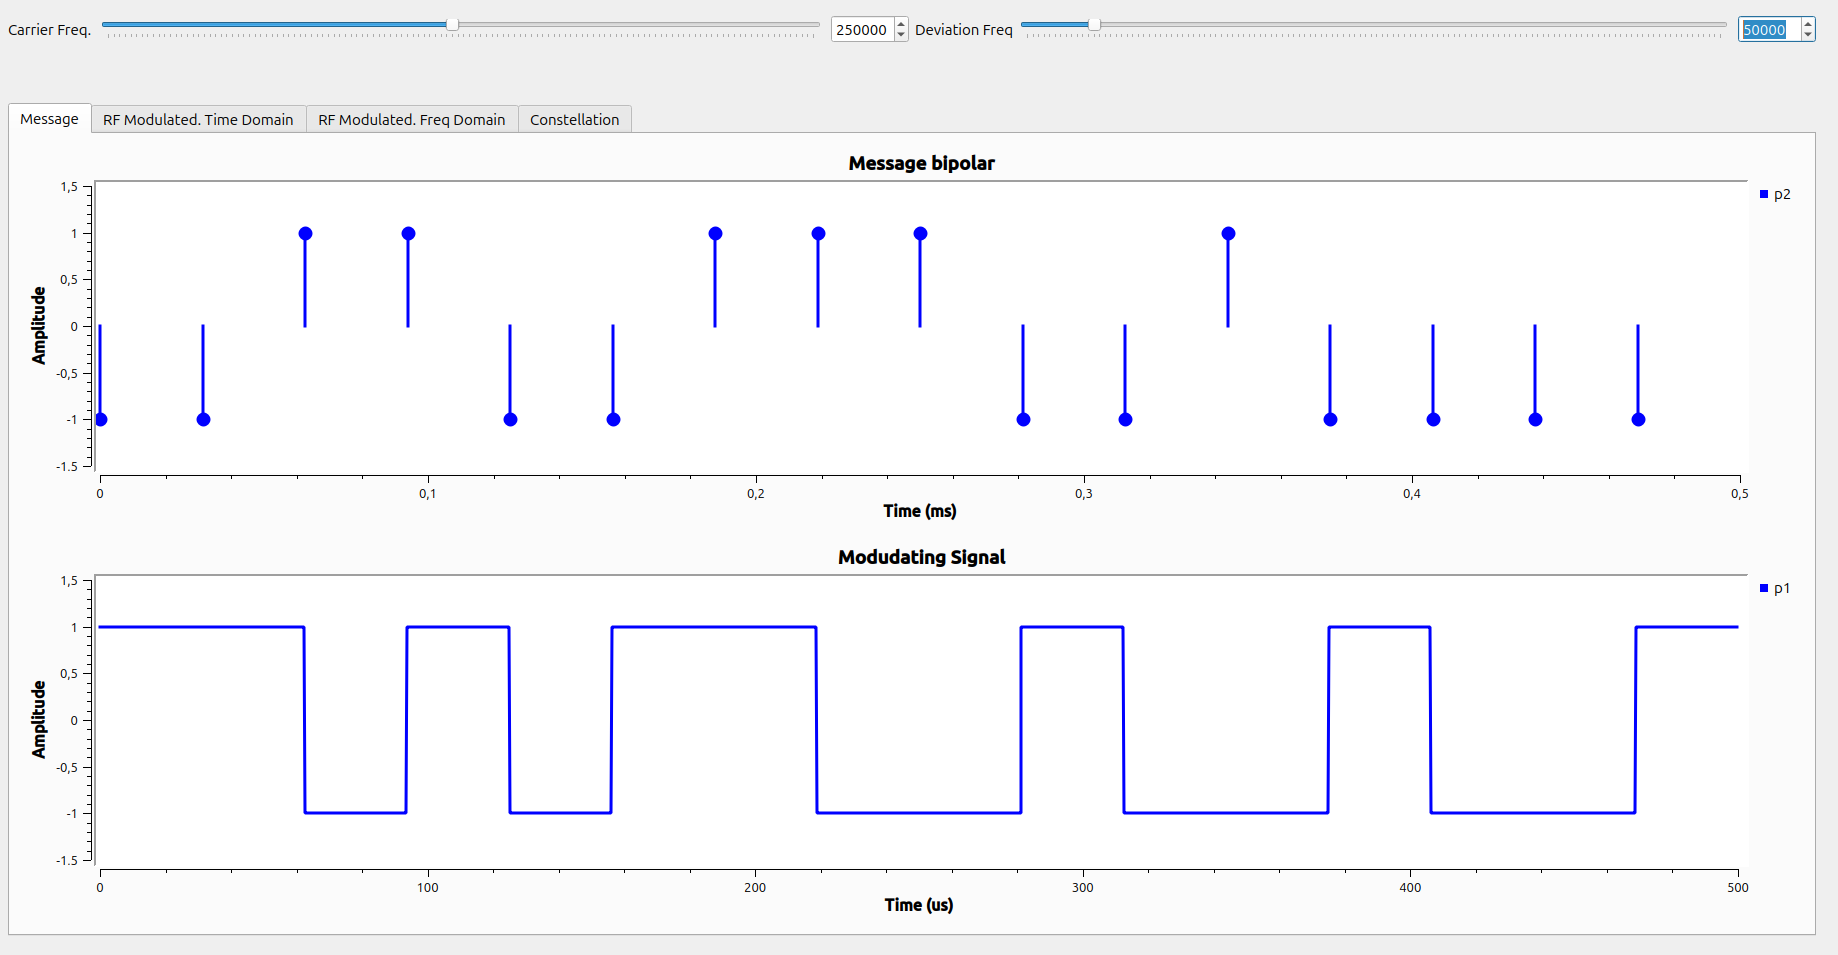 Carrier Freq. 250000 Deviation Freq 50000
Message RF Modulated. Time Domain RF Modulated. Freq Domain Constellation
Message bipolar
1,5
1
0,5
0
-0,5
-1
-1.5
Amplitude
p2
0 0,1 0,2 0,3 0,4 0,5
Time (ms)
Modudating Signal
1,5
1
0,5
0
-0,5
-1
-1.5
Amplitude
p1
0 100 200 300 400 500
Time (us)